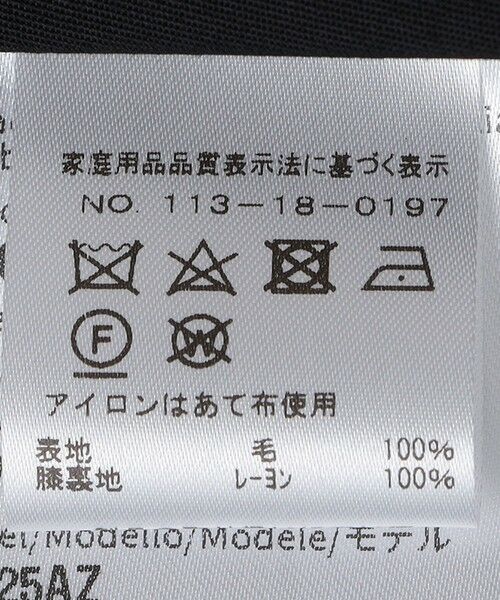 家庭用品品質表示法に基づく表示
NO. 113-18-0197
F W
アイロンはあて布使用
表地 毛 100%
膝裏地 レーヨン 100%
el/Modello/Modele/モデル
25AZ